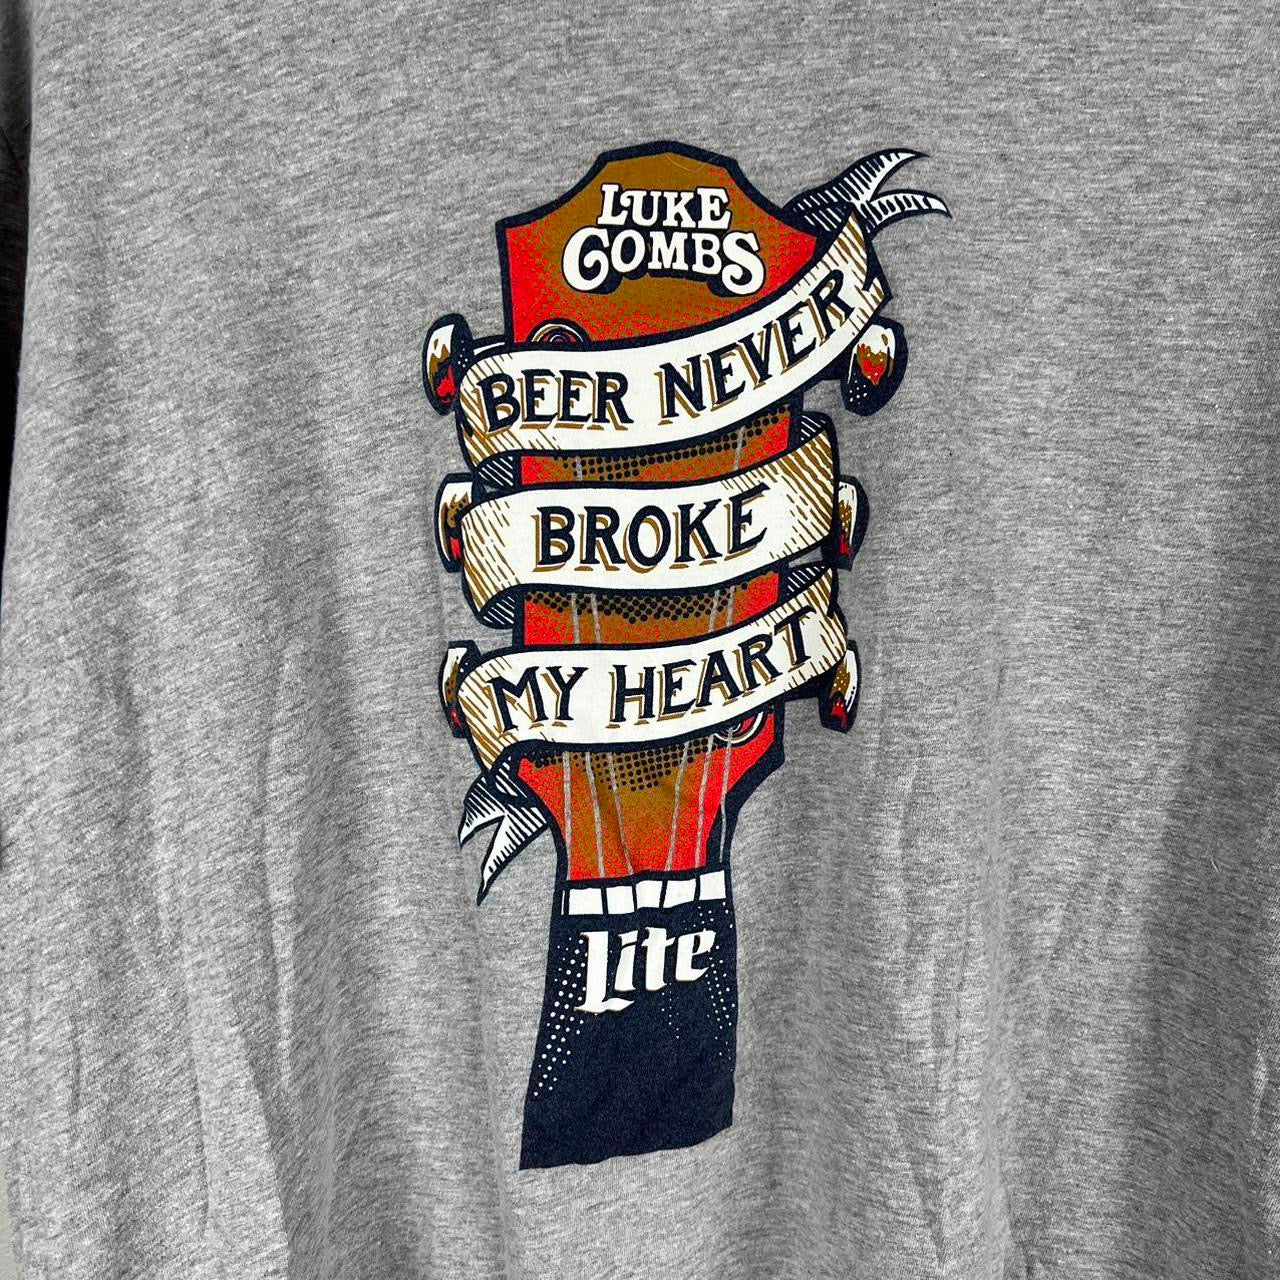 LUKE
COMBS
BEER NEVER
BROKE
MY HEART
Lite